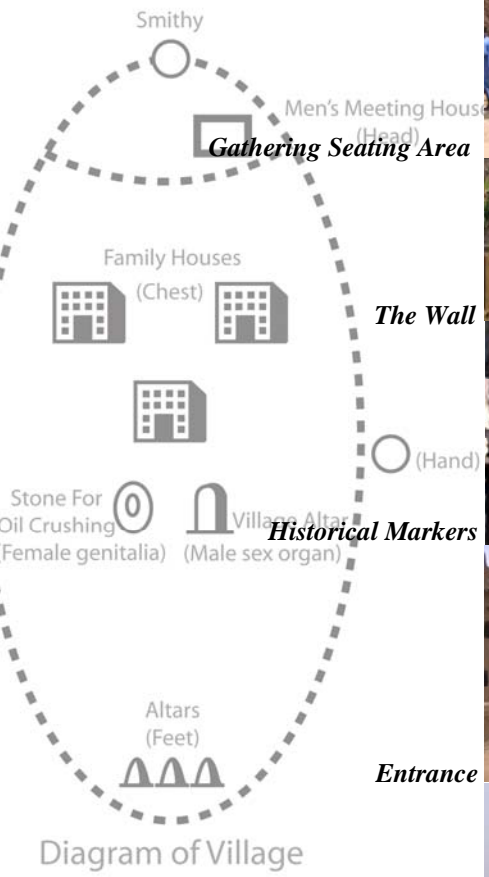 Smithy
Men's Meeting House
(Head)
Gathering Seating Area
Family Houses
(Chest)
The Wall
(Hand)
Stone For
Oil Crushing
(Female genitalia)
Village Altar
(Male sex organ)
Historical Markers
Altars
(Feet)
Entrance
Diagram of Village